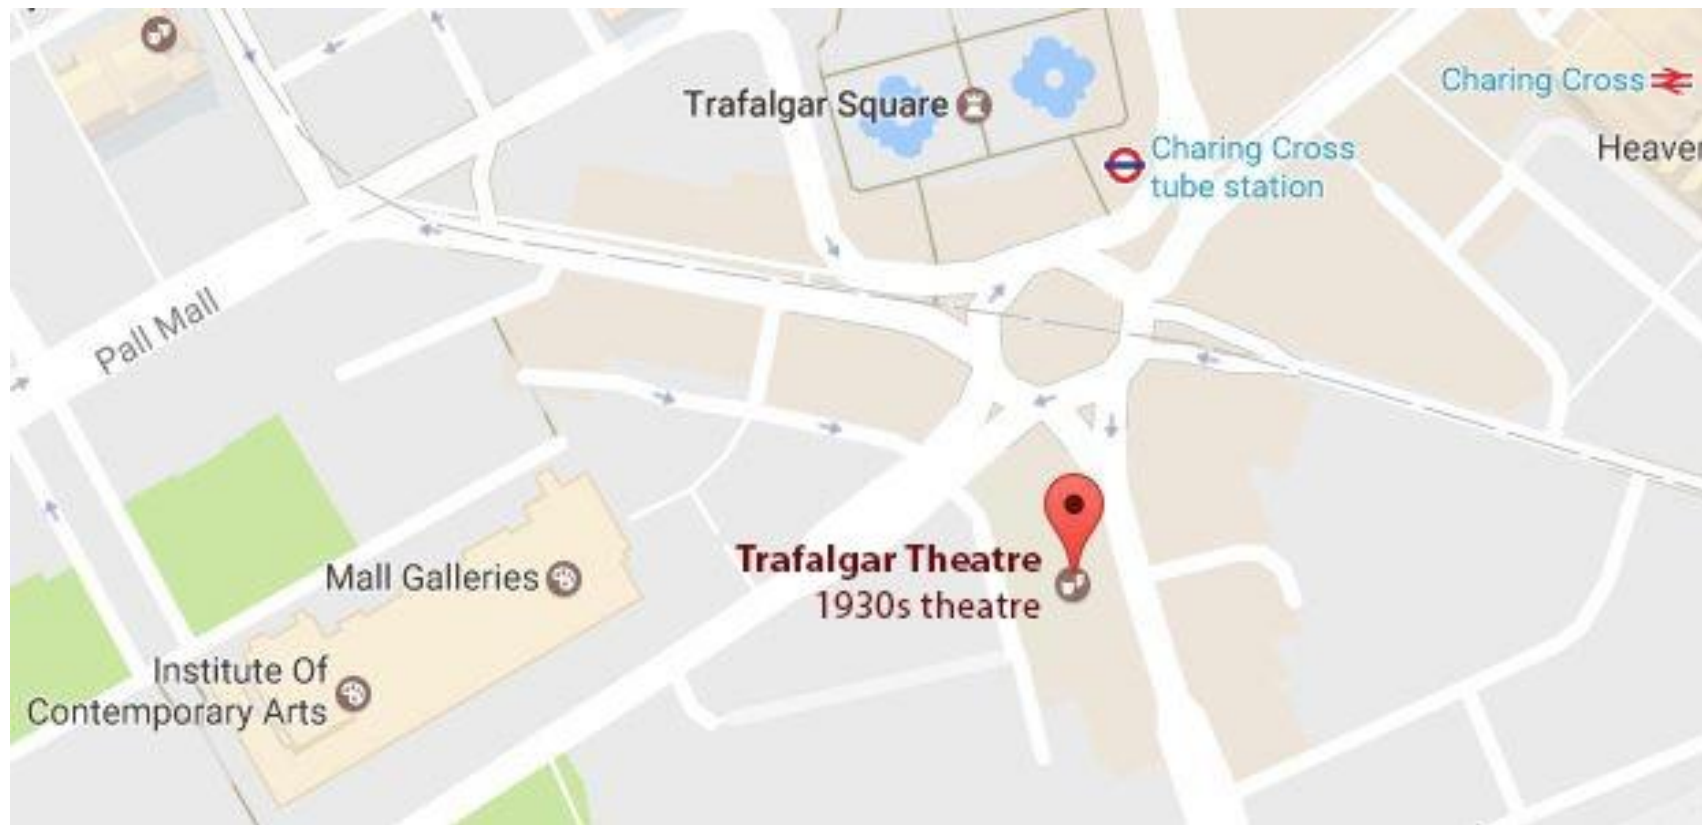 Trafalgar Square
Charing Cross
Charing Cross
tube station
Heaven
Pall Mall
Trafalgar Theatre
1930s theatre
Mall Galleries
Institute Of
Contemporary Arts